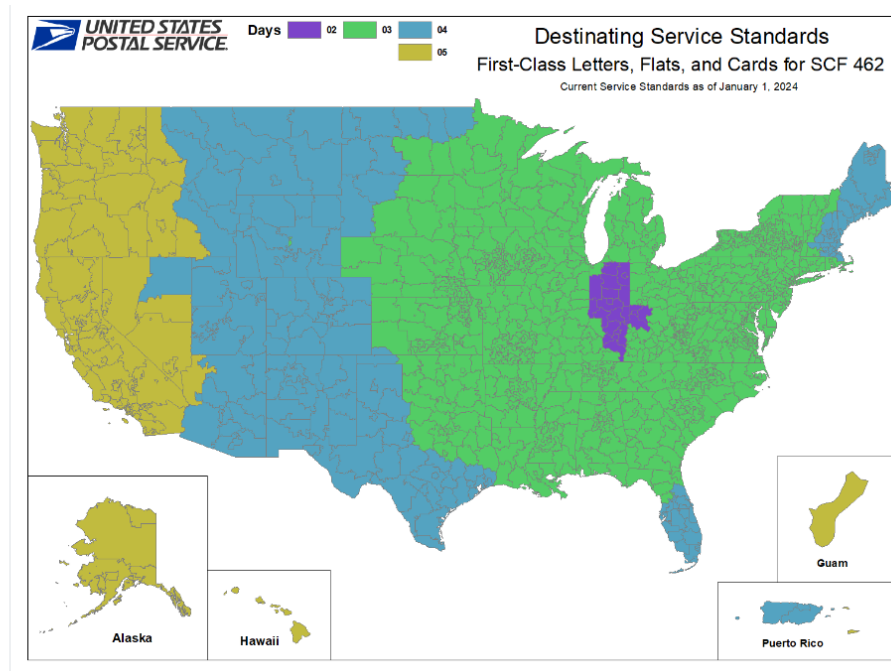 UNITED STATES
POSTAL SERVICE
Days 02 03 04
05
Destinating Service Standards
First-Class Letters, Flats, and Cards for SCF 462
Current Service Standards as of January 1, 2024
Alaska
Hawaii
Guam
Puerto Rico